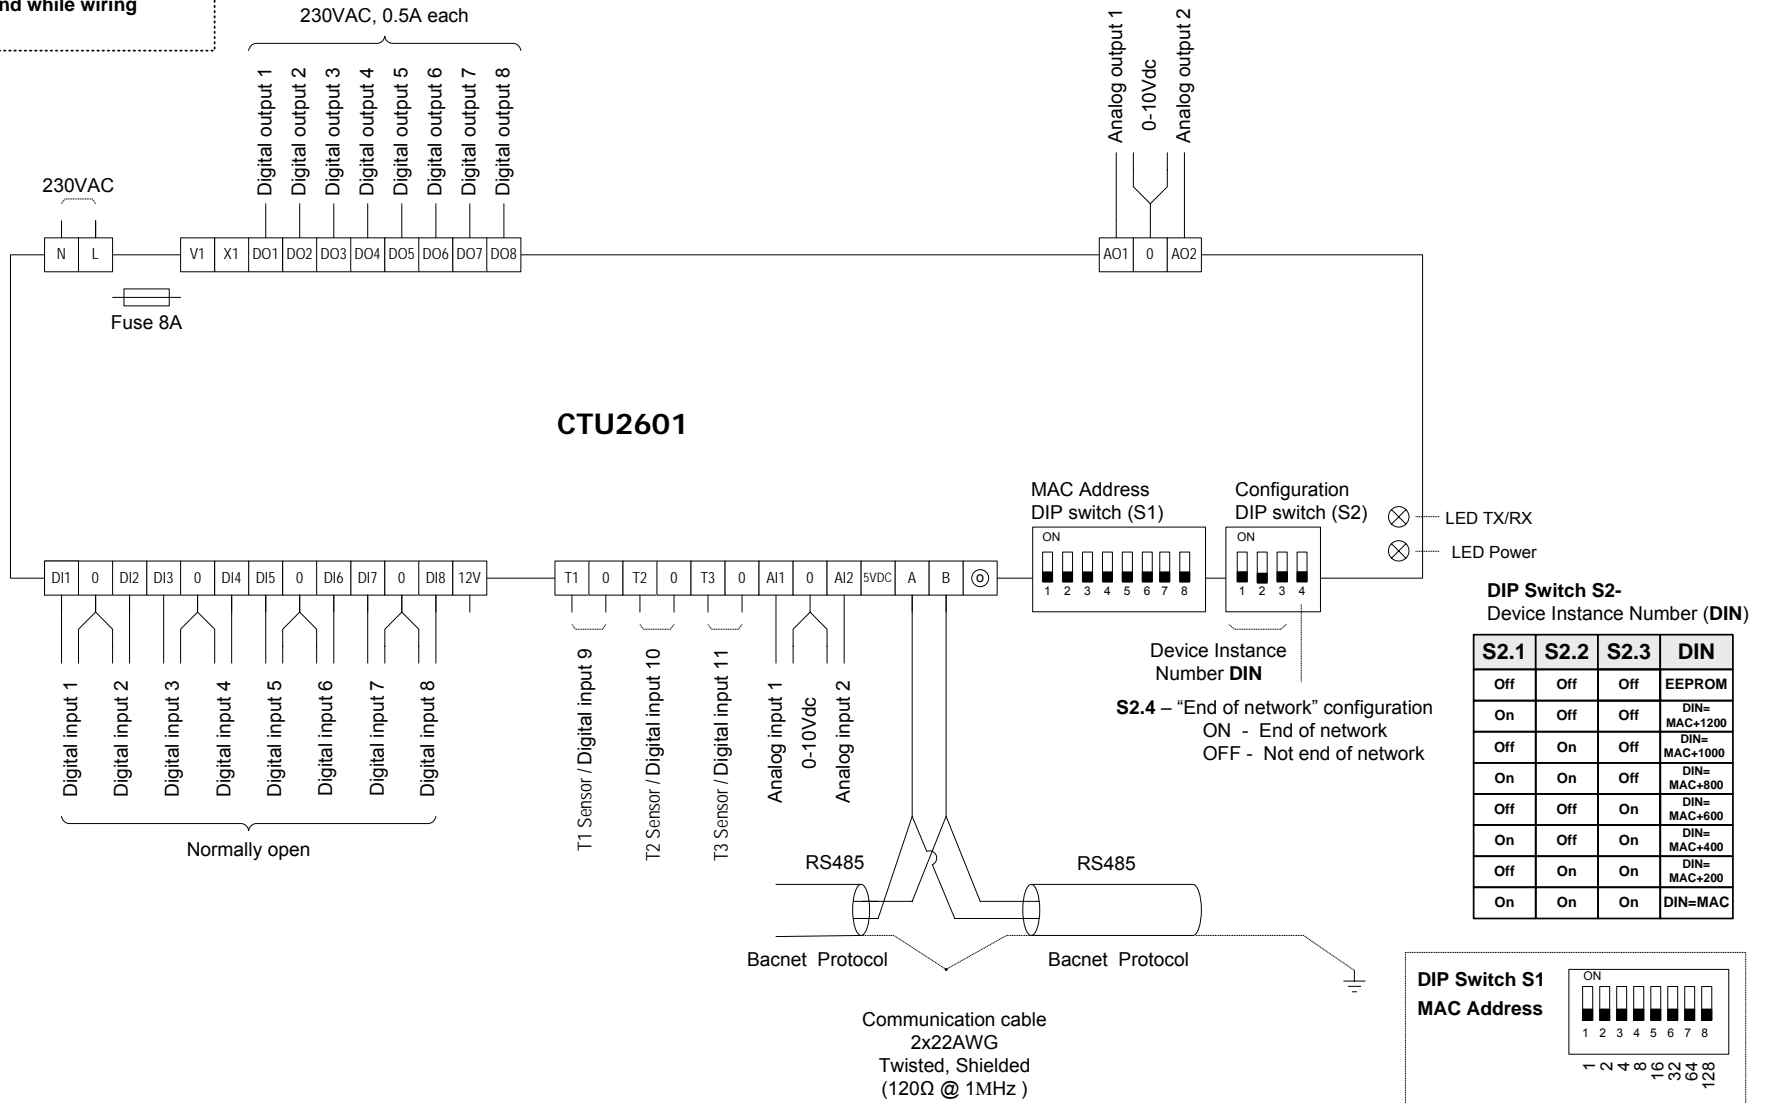 nd while wiring
230VAC, 0.5A each
Digital output 1
Digital output 2
Digital output 3
Digital output 4
Digital output 5
Digital output 6
Digital output 7
Digital output 8
Analog output 1
0-10Vdc
Analog output 2
230VAC
N L
V1 X1 DO1 DO2 DO3 DO4 DO5 DO6 DO7 DO8
AO1 0 AO2
Fuse 8A
CTU2601
MAC Address
DIP switch (S1)
ON
1 2 3 4 5 6 7 8
Configuration
DIP switch (S2)
ON
1 2 3 4
LED TX/RX
LED Power
DI1 0 DI2 DI3 0 DI4 DI5 0 DI6 DI7 0 DI8 12V
T1 0 T2 0 T3 0 AI1 0 AI2 5VDC A B
Digital input 1
Digital input 2
Digital input 3
Digital input 4
Digital input 5
Digital input 6
Digital input 7
Digital input 8
Normally open
T1 Sensor / Digital input 9
T2 Sensor / Digital input 10
T3 Sensor / Digital input 11
Analog input 1
0-10Vdc
Analog input 2
Device Instance
Number DIN
S2.4 – “End of network” configuration
ON - End of network
OFF - Not end of network
DIP Switch S2-
Device Instance Number (DIN)
S2.1 S2.2 S2.3 DIN
Off Off Off EEPROM
On Off Off DIN=
MAC+1200
Off On Off DIN=
MAC+1000
On On Off DIN=
MAC+800
Off Off On DIN=
MAC+600
On Off On DIN=
MAC+400
Off On On DIN=
MAC+200
On On On DIN=MAC
RS485
RS485
Bacnet Protocol
Bacnet Protocol
Communication cable
2x22AWG
Twisted, Shielded
(120Ω @ 1MHz )
DIP Switch S1
MAC Address
ON
1 2 3 4 5 6 7 8
1
2
4
8
16
32
64
128